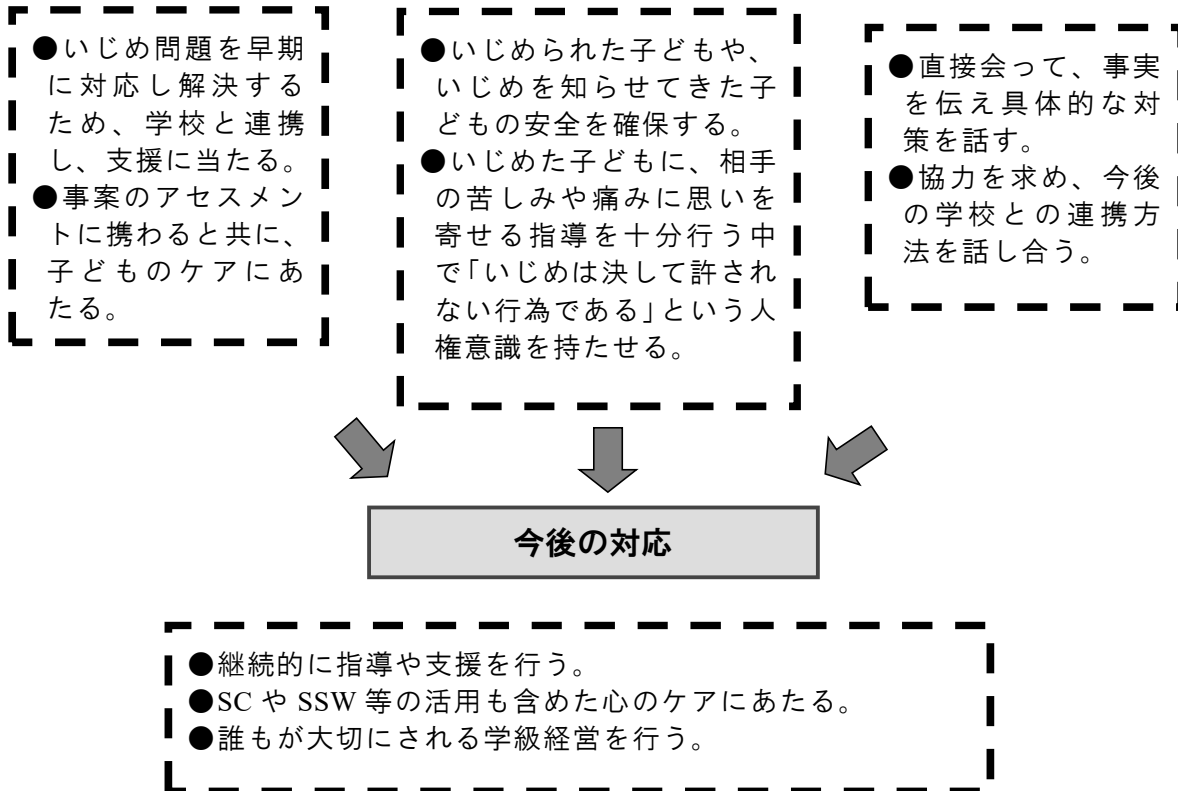 ●いじめ問題を早期
に対応し解決する
ため、学校と連携
し、支援に当たる。
●事案のアセスメン
トに携わると共に、
子どものケアにあ
たる。
●いじめられた子どもや、
いじめを知らせてきた子
どもの安全を確保する。
●いじめた子どもに、相手
の苦しみや痛みに思いを
寄せる指導を十分行う中
で「いじめは決して許され
ない行為である」という人
権意識を持たせる。
●直接会って、事実
を伝え具体的な対
策を話す。
●協力を求め、今後
の学校との連携方
法を話し合う。
今後の対応
●継続的に指導や支援を行う。
●SC や SSW 等の活用も含めた心のケアにあたる。
●誰もが大切にされる学級経営を行う。